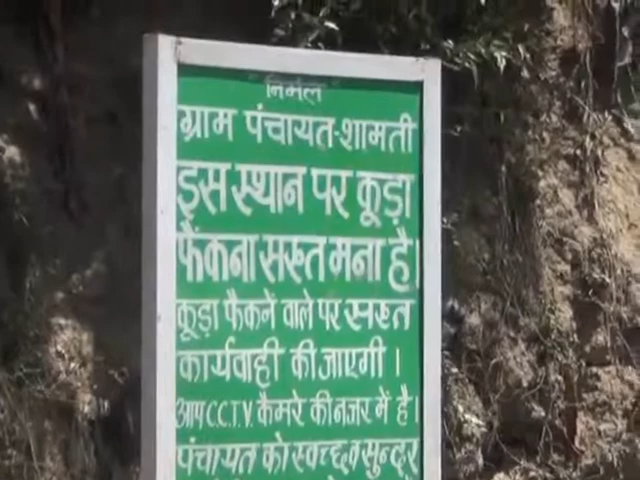 "निर्मल"
ग्राम पंचायत-शामती
इस स्थान पर कूड़ा
फैंकना सख्त मना है।
कूड़ा फैकनें वाले पर सख्त
कार्यवाही की जाएगी ।
आप C.C.T.V. कैमरे की नजर में है।
पंचायत को स्वच्छ सुन्दर